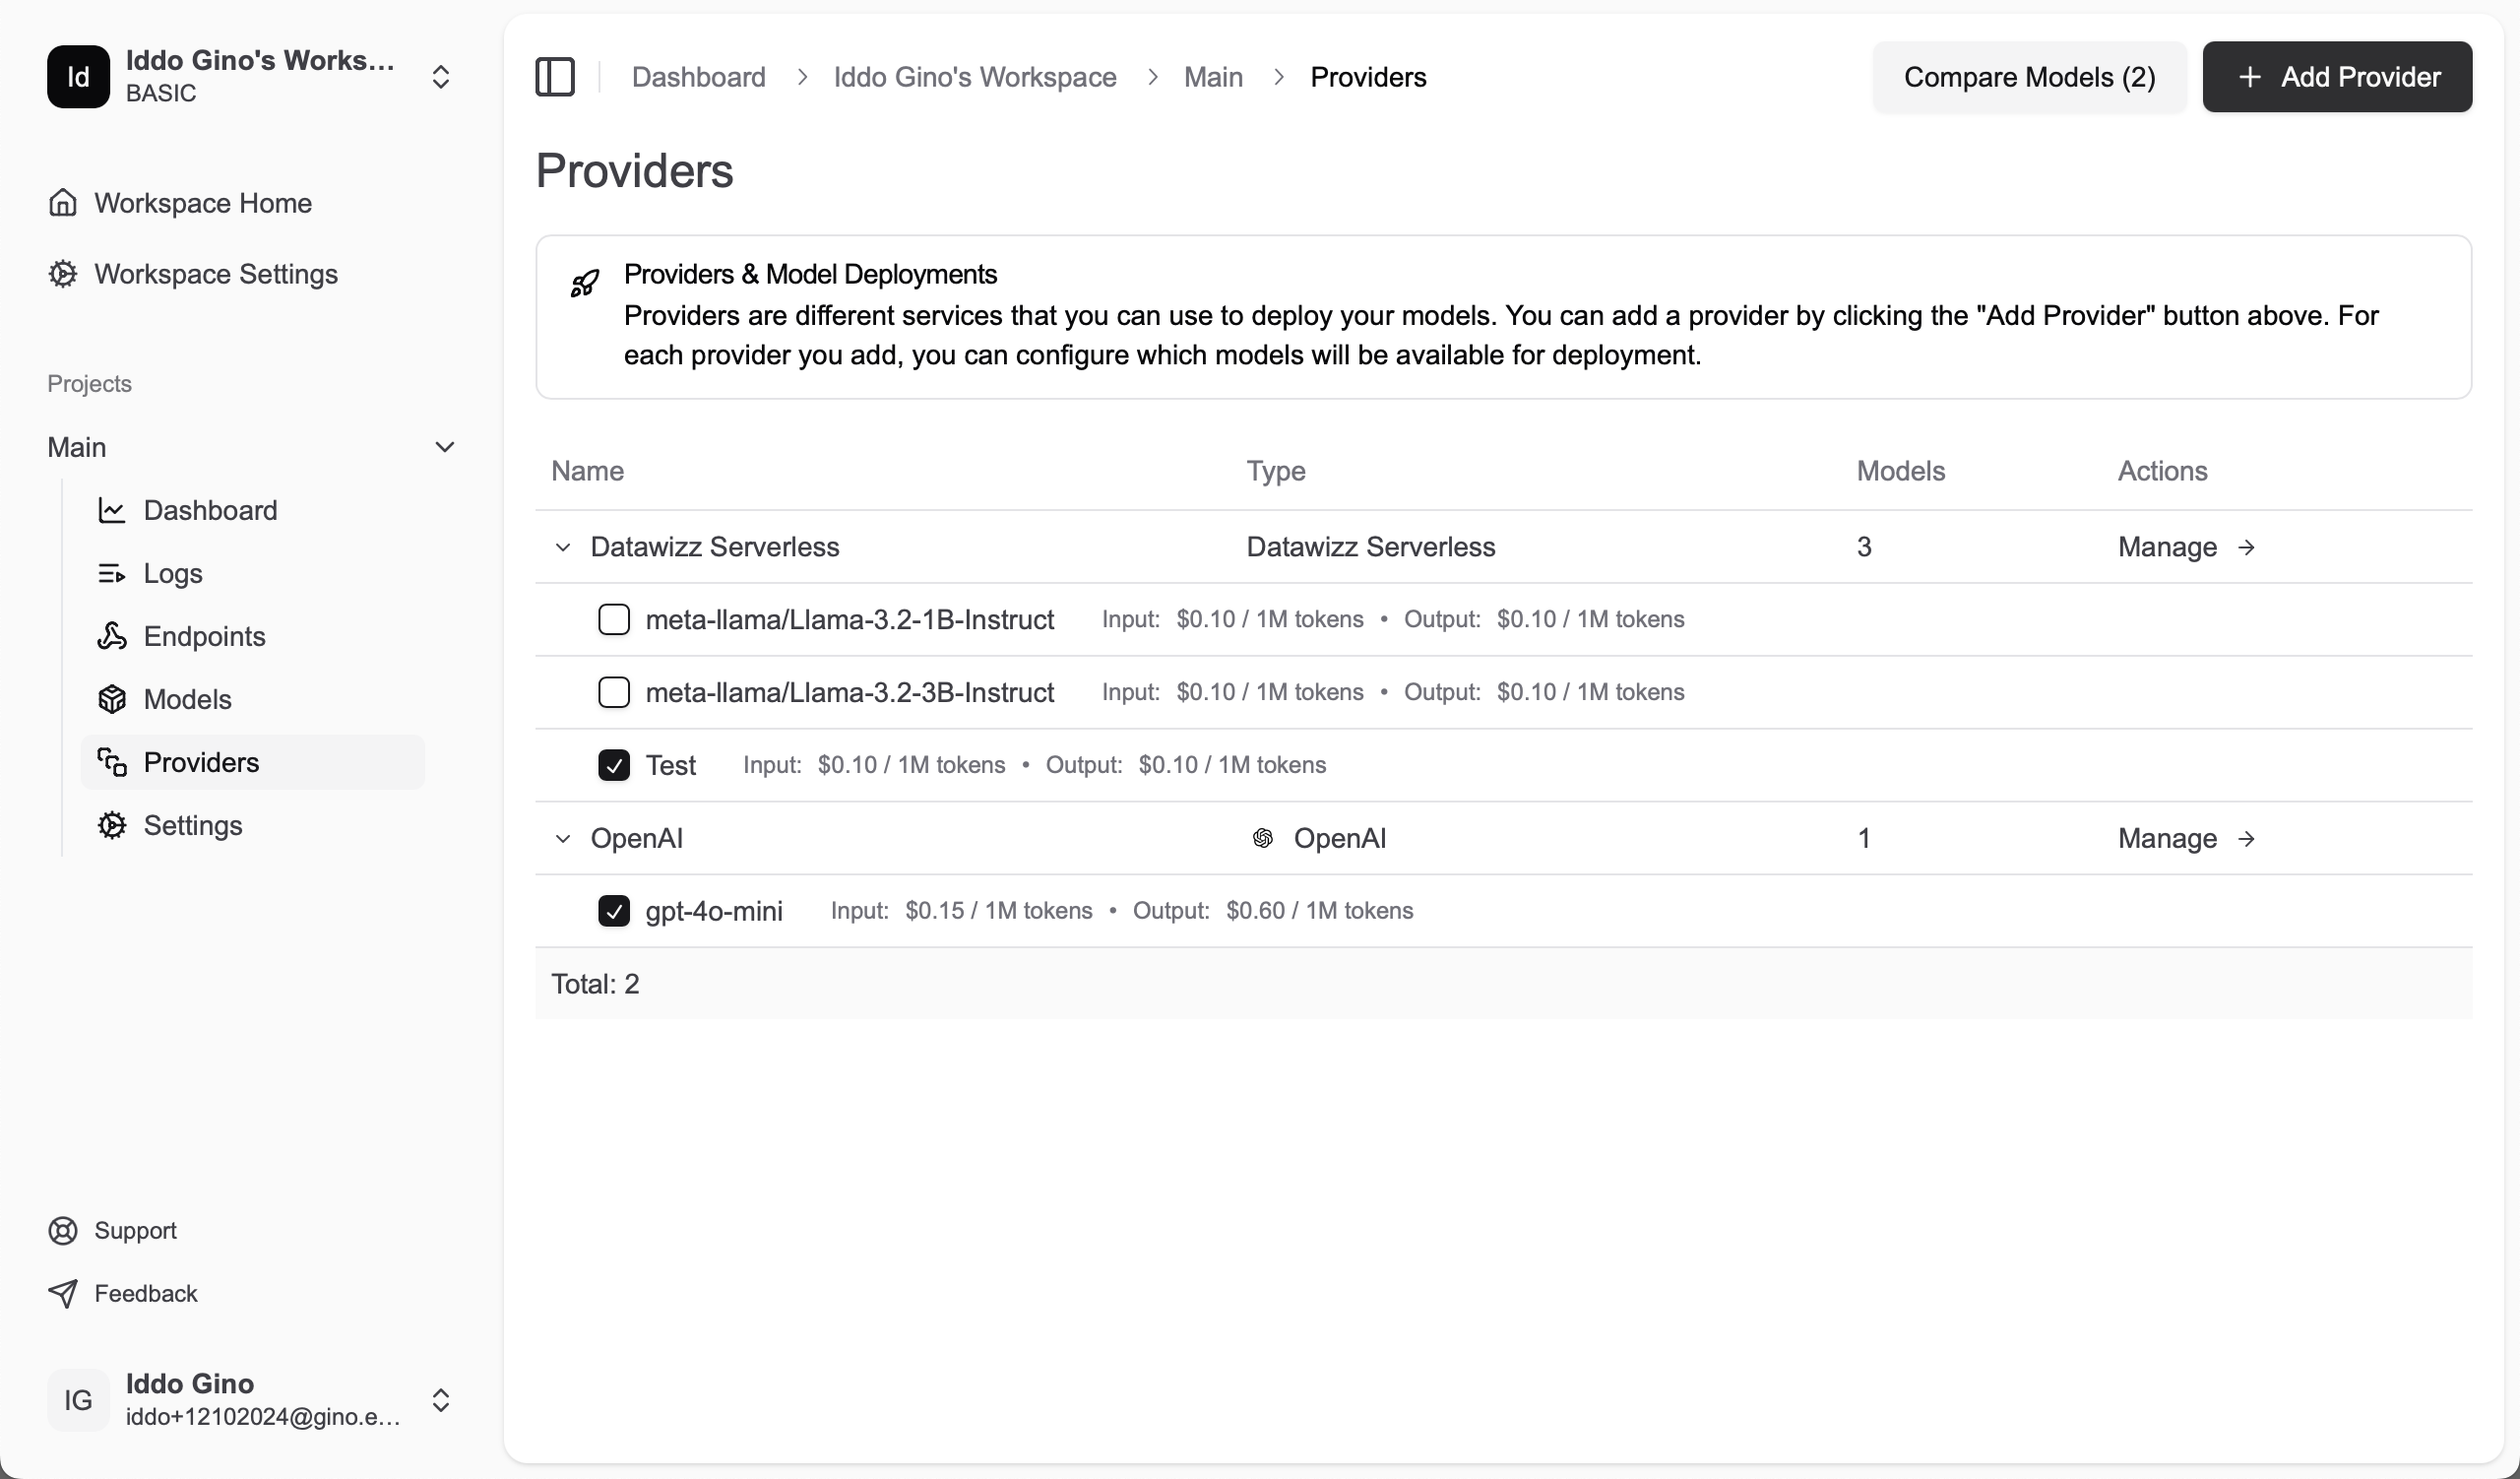 Id
Iddo Gino's Works...
BASIC
Workspace Home
Workspace Settings
Projects
Main
Dashboard
Logs
Endpoints
Models
Providers
Settings
Support
Feedback
IG
Iddo Gino
iddo+12102024@gino.e...
Dashboard > Iddo Gino's Workspace > Main > Providers
Compare Models (2)
+ Add Provider
Providers
Providers & Model Deployments
Providers are different services that you can use to deploy your models. You can add a provider by clicking the "Add Provider" button above. For
each provider you add, you can configure which models will be available for deployment.
Name Type Models Actions
Datawizz Serverless Datawizz Serverless 3 Manage →
meta-llama/Llama-3.2-1B-Instruct Input: $0.10 / 1M tokens • Output: $0.10 / 1M tokens
meta-llama/Llama-3.2-3B-Instruct Input: $0.10 / 1M tokens • Output: $0.10 / 1M tokens
Test Input: $0.10 / 1M tokens • Output: $0.10 / 1M tokens
OpenAI OpenAI 1 Manage →
gpt-4o-mini Input: $0.15 / 1M tokens • Output: $0.60 / 1M tokens
Total: 2